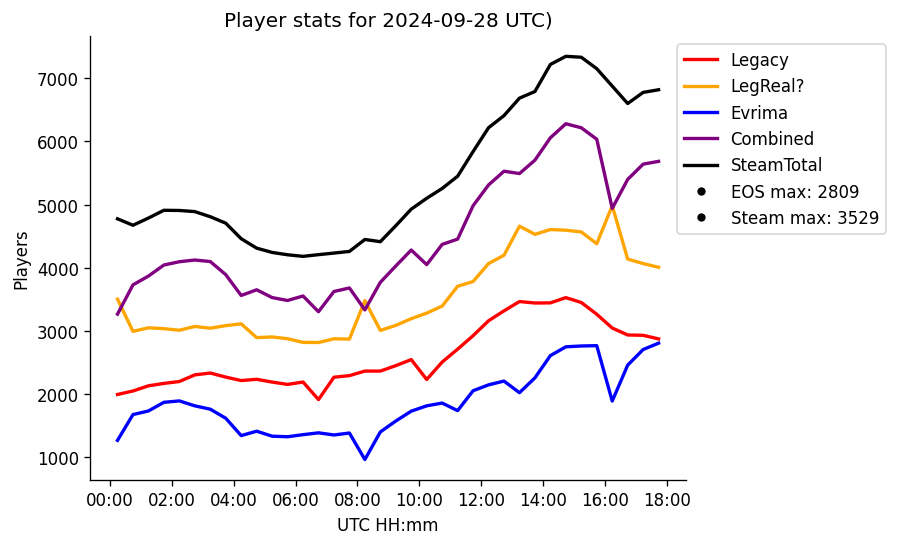 Player stats for 2024-09-28 UTC)
Legacy
LegReal?
Evrima
Combined
SteamTotal
EOS max: 2809
Steam max: 3529
Players
7000
6000
5000
4000
3000
2000
1000
00:00 02:00 04:00 06:00 08:00 10:00 12:00 14:00 16:00 18:00
UTC HH:mm